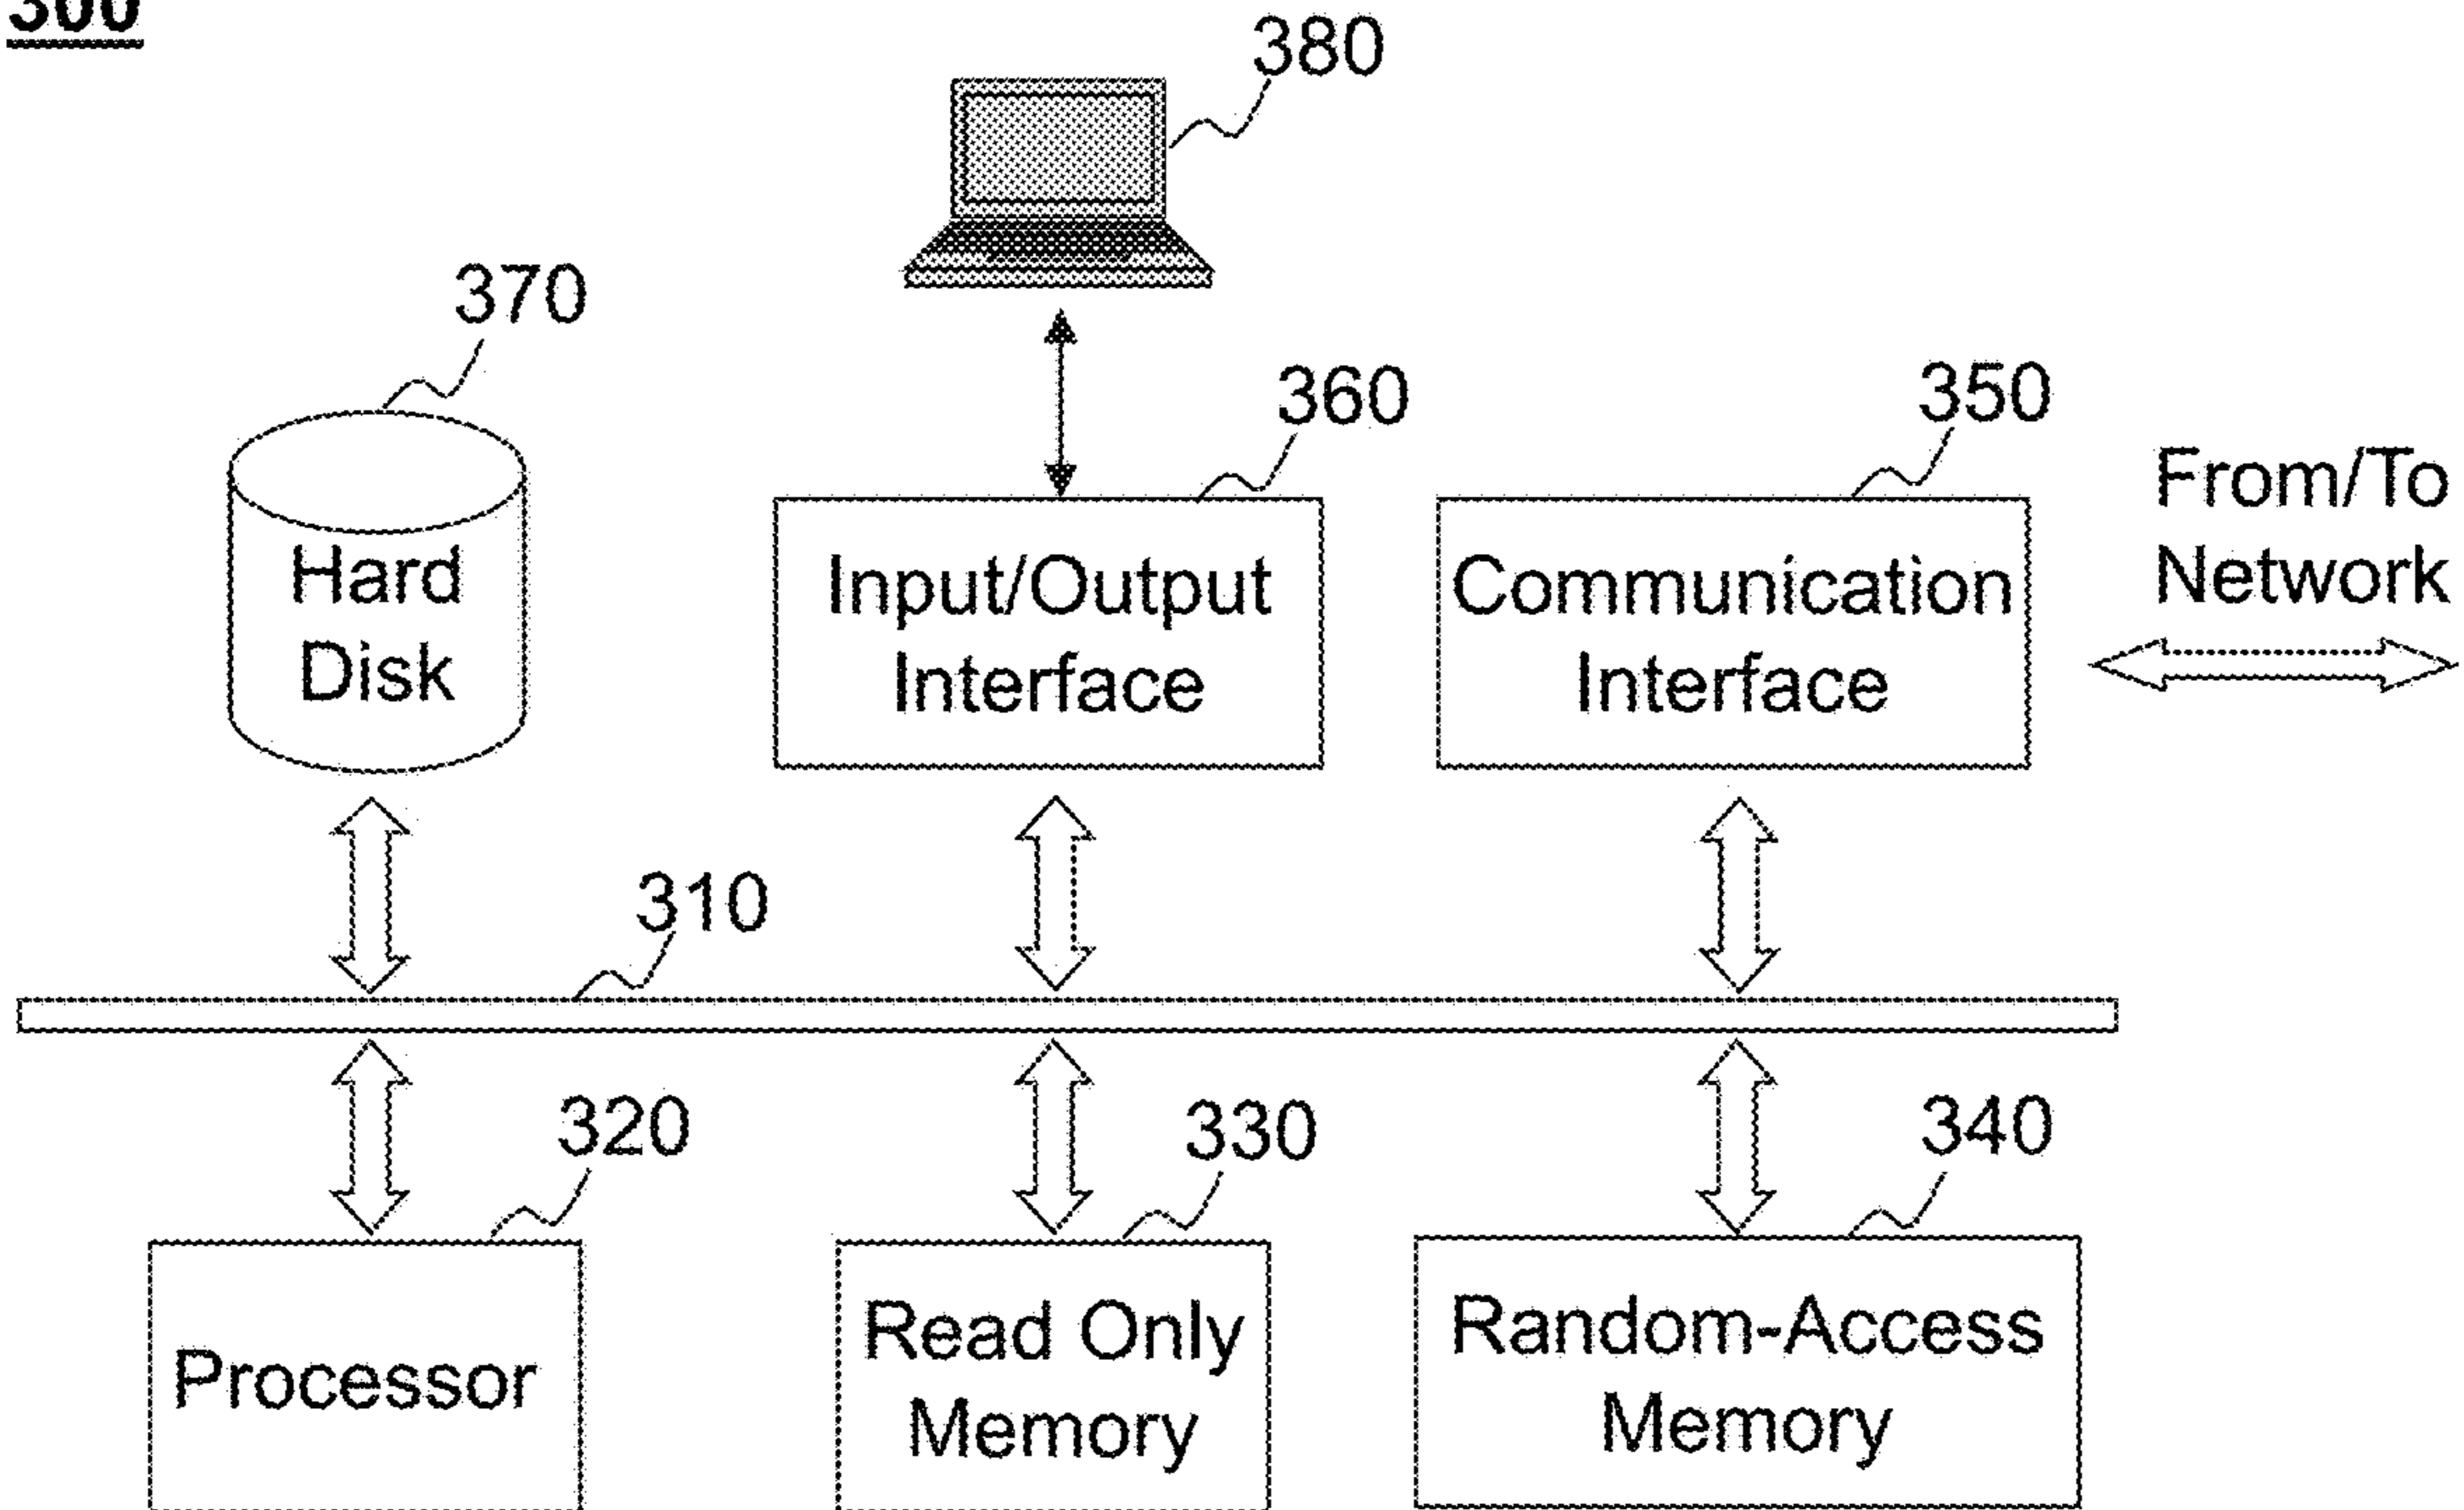 300
380
370
360
350
From/To
Network
Hard
Disk
Input/Output
Interface
Communication
Interface
310
320
330
340
Processor
Read Only
Memory
Random-Access
Memory